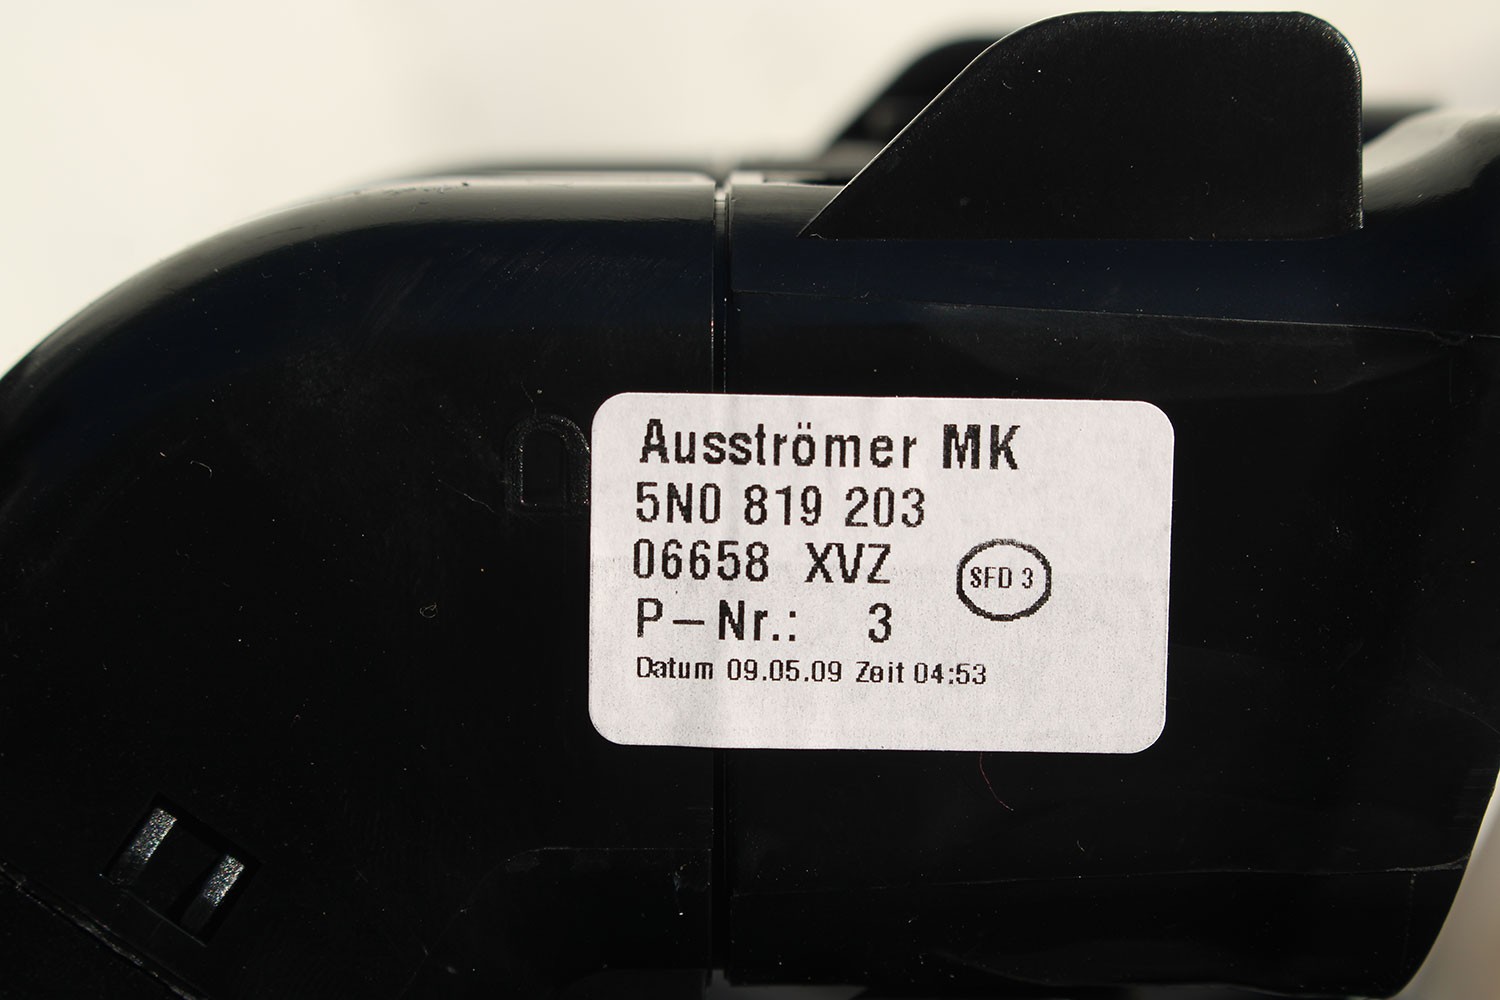 Ausströmer MK
5N0 819 203
06658 XVZ
SFD 3
P-Nr.: 3
Datum 09.05.09 Zeit 04:53